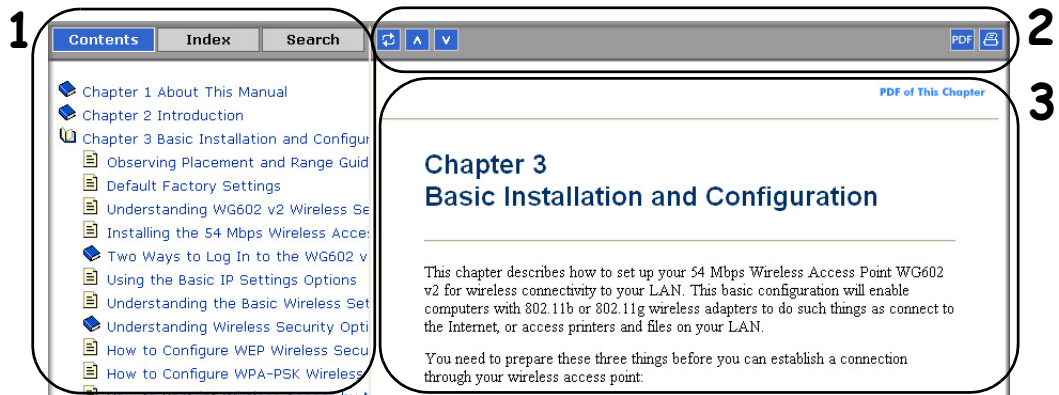 1
Contents Index Search
Chapter 1 About This Manual
Chapter 2 Introduction
Chapter 3 Basic Installation and Configur
Observing Placement and Range Guid
Default Factory Settings
Understanding WG602 v2 Wireless Se
Installing the 54 Mbps Wireless Acce
Two Ways to Log In to the WG602 v
Using the Basic IP Settings Options
Understanding the Basic Wireless Set
Understanding Wireless Security Opti
How to Configure WEP Wireless Secu
How to Configure WPA-PSK Wireless
2
PDF
3
PDF of This Chapter
Chapter 3
Basic Installation and Configuration
This chapter describes how to set up your 54 Mbps Wireless Access Point WG602
v2 for wireless connectivity to your LAN. This basic configuration will enable
computers with 802.11b or 802.11g wireless adapters to do such things as connect to
the Internet, or access printers and files on your LAN.
You need to prepare these three things before you can establish a connection
through your wireless access point: